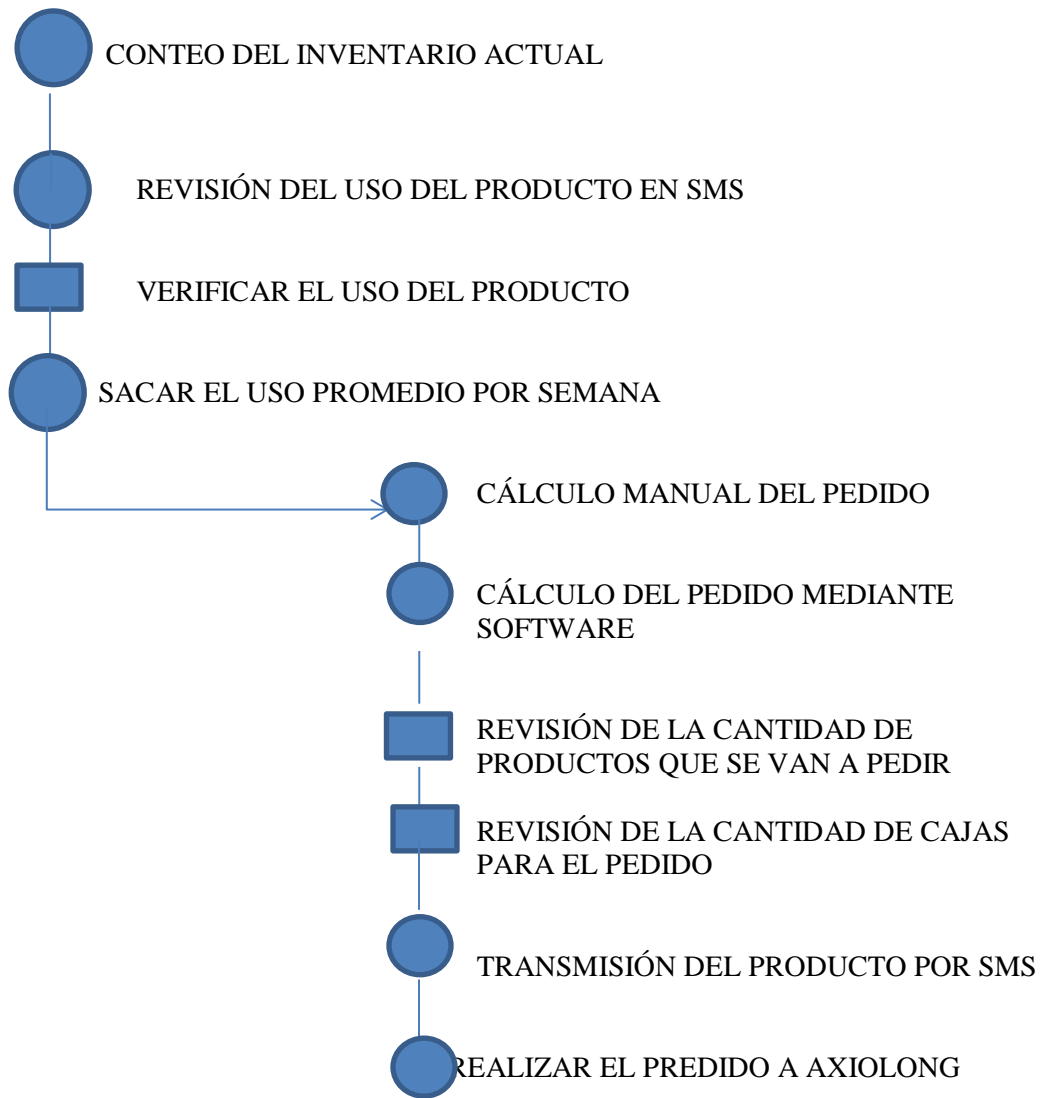 CONTEO DEL INVENTARIO ACTUAL
REVISIÓN DEL USO DEL PRODUCTO EN SMS
VERIFICAR EL USO DEL PRODUCTO
SACAR EL USO PROMEDIO POR SEMANA
CÁLCULO MANUAL DEL PEDIDO
CÁLCULO DEL PEDIDO MEDIANTE
SOFTWARE
REVISIÓN DE LA CANTIDAD DE
PRODUCTOS QUE SE VAN A PEDIR
REVISIÓN DE LA CANTIDAD DE CAJAS
PARA EL PEDIDO
TRANSMISIÓN DEL PRODUCTO POR SMS
REALIZAR EL PREDIDO A AXIOLONG